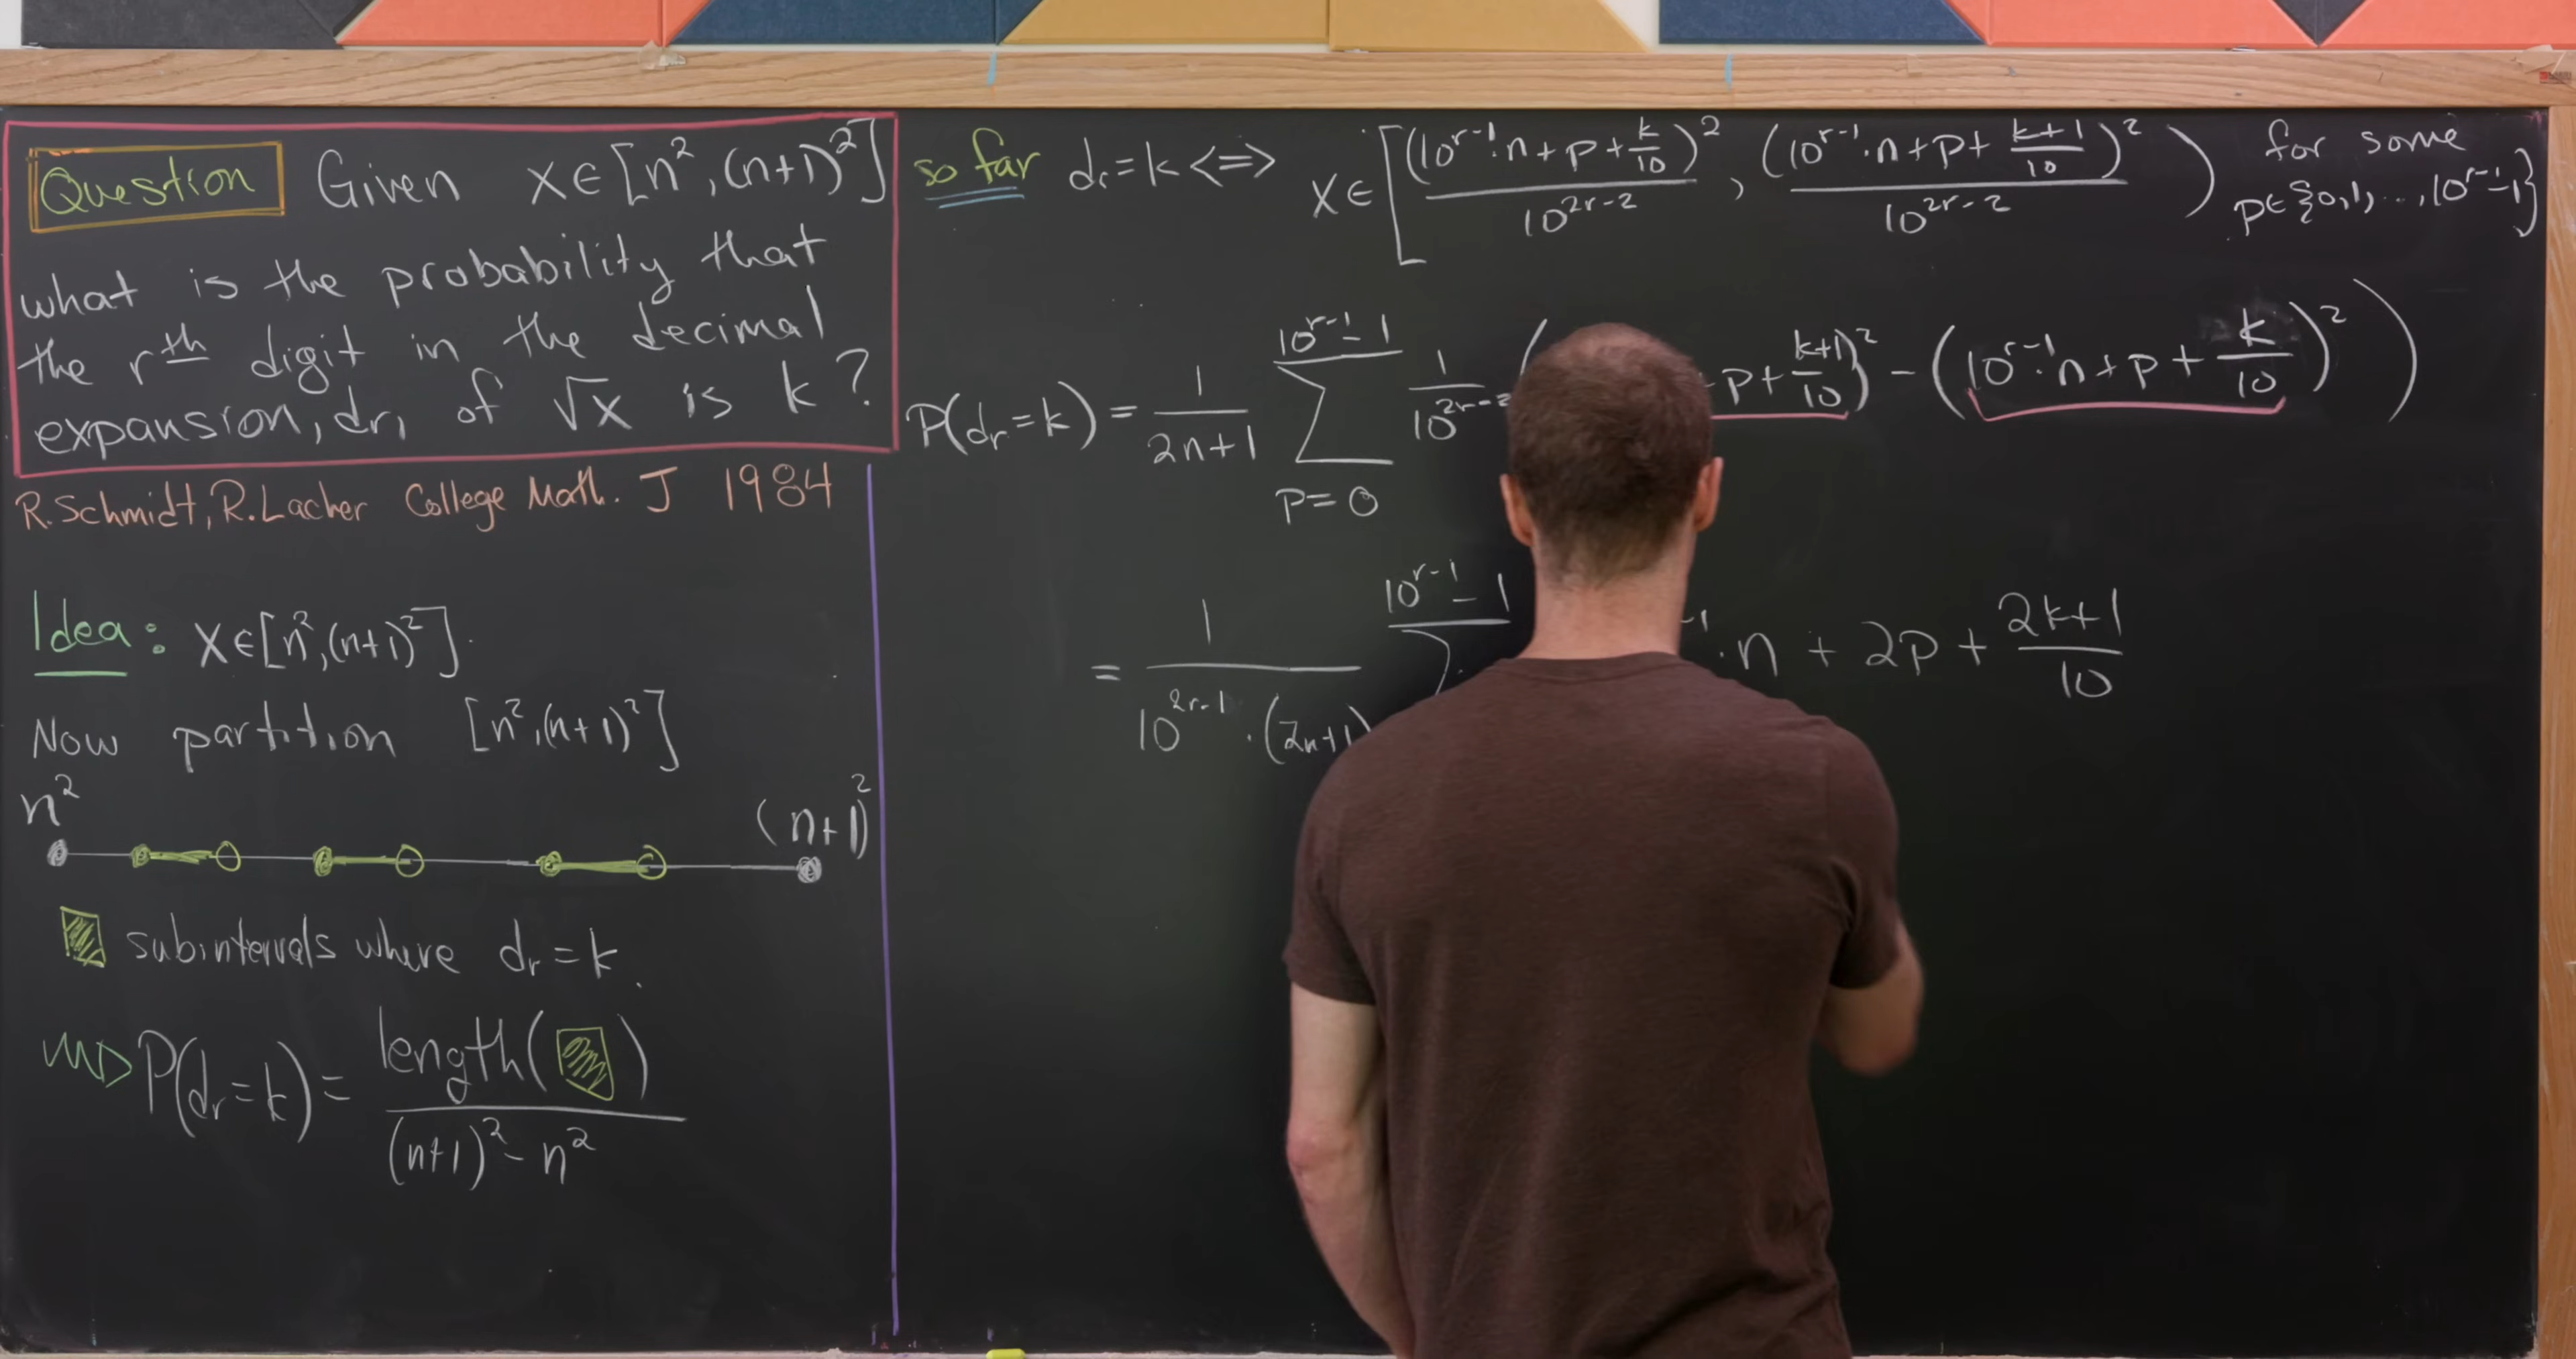 Question Given x∈[n²,(n+1)²]
what is the probability that
the rᵗʰ digit in the decimal
expansion, dr, of √x is k?
R.Schmidt, R.Lacher College Math. J 1984
Idea: x∈[n²,(n+1)²].
Now partition [n²,(n+1)²]
n² (n+1)²
subintervals where dr=k.
P(dr=k) = length( ) / ((n+1)²-n²)
so far dr=k <=> x∈[(10^(r-1)·n+p+k/10)²/10^(2r-2), (10^(r-1)·n+p+(k+1)/10)²/10^(2r-2)) for some
p∈{0,1,...,10^(r-1)-1}
P(dr=k) = 1/(2n+1) ∑_{p=0}^{10^(r-1)-1} 1/10^(2r-2) ( p+(k+1)/10)² - (10^(r-1)·n+p+k/10)²)
= 1/(10^(2r-1)·(2n+1)) ∑^{10^(r-1)-1} ·n + 2p + (2k+1)/10